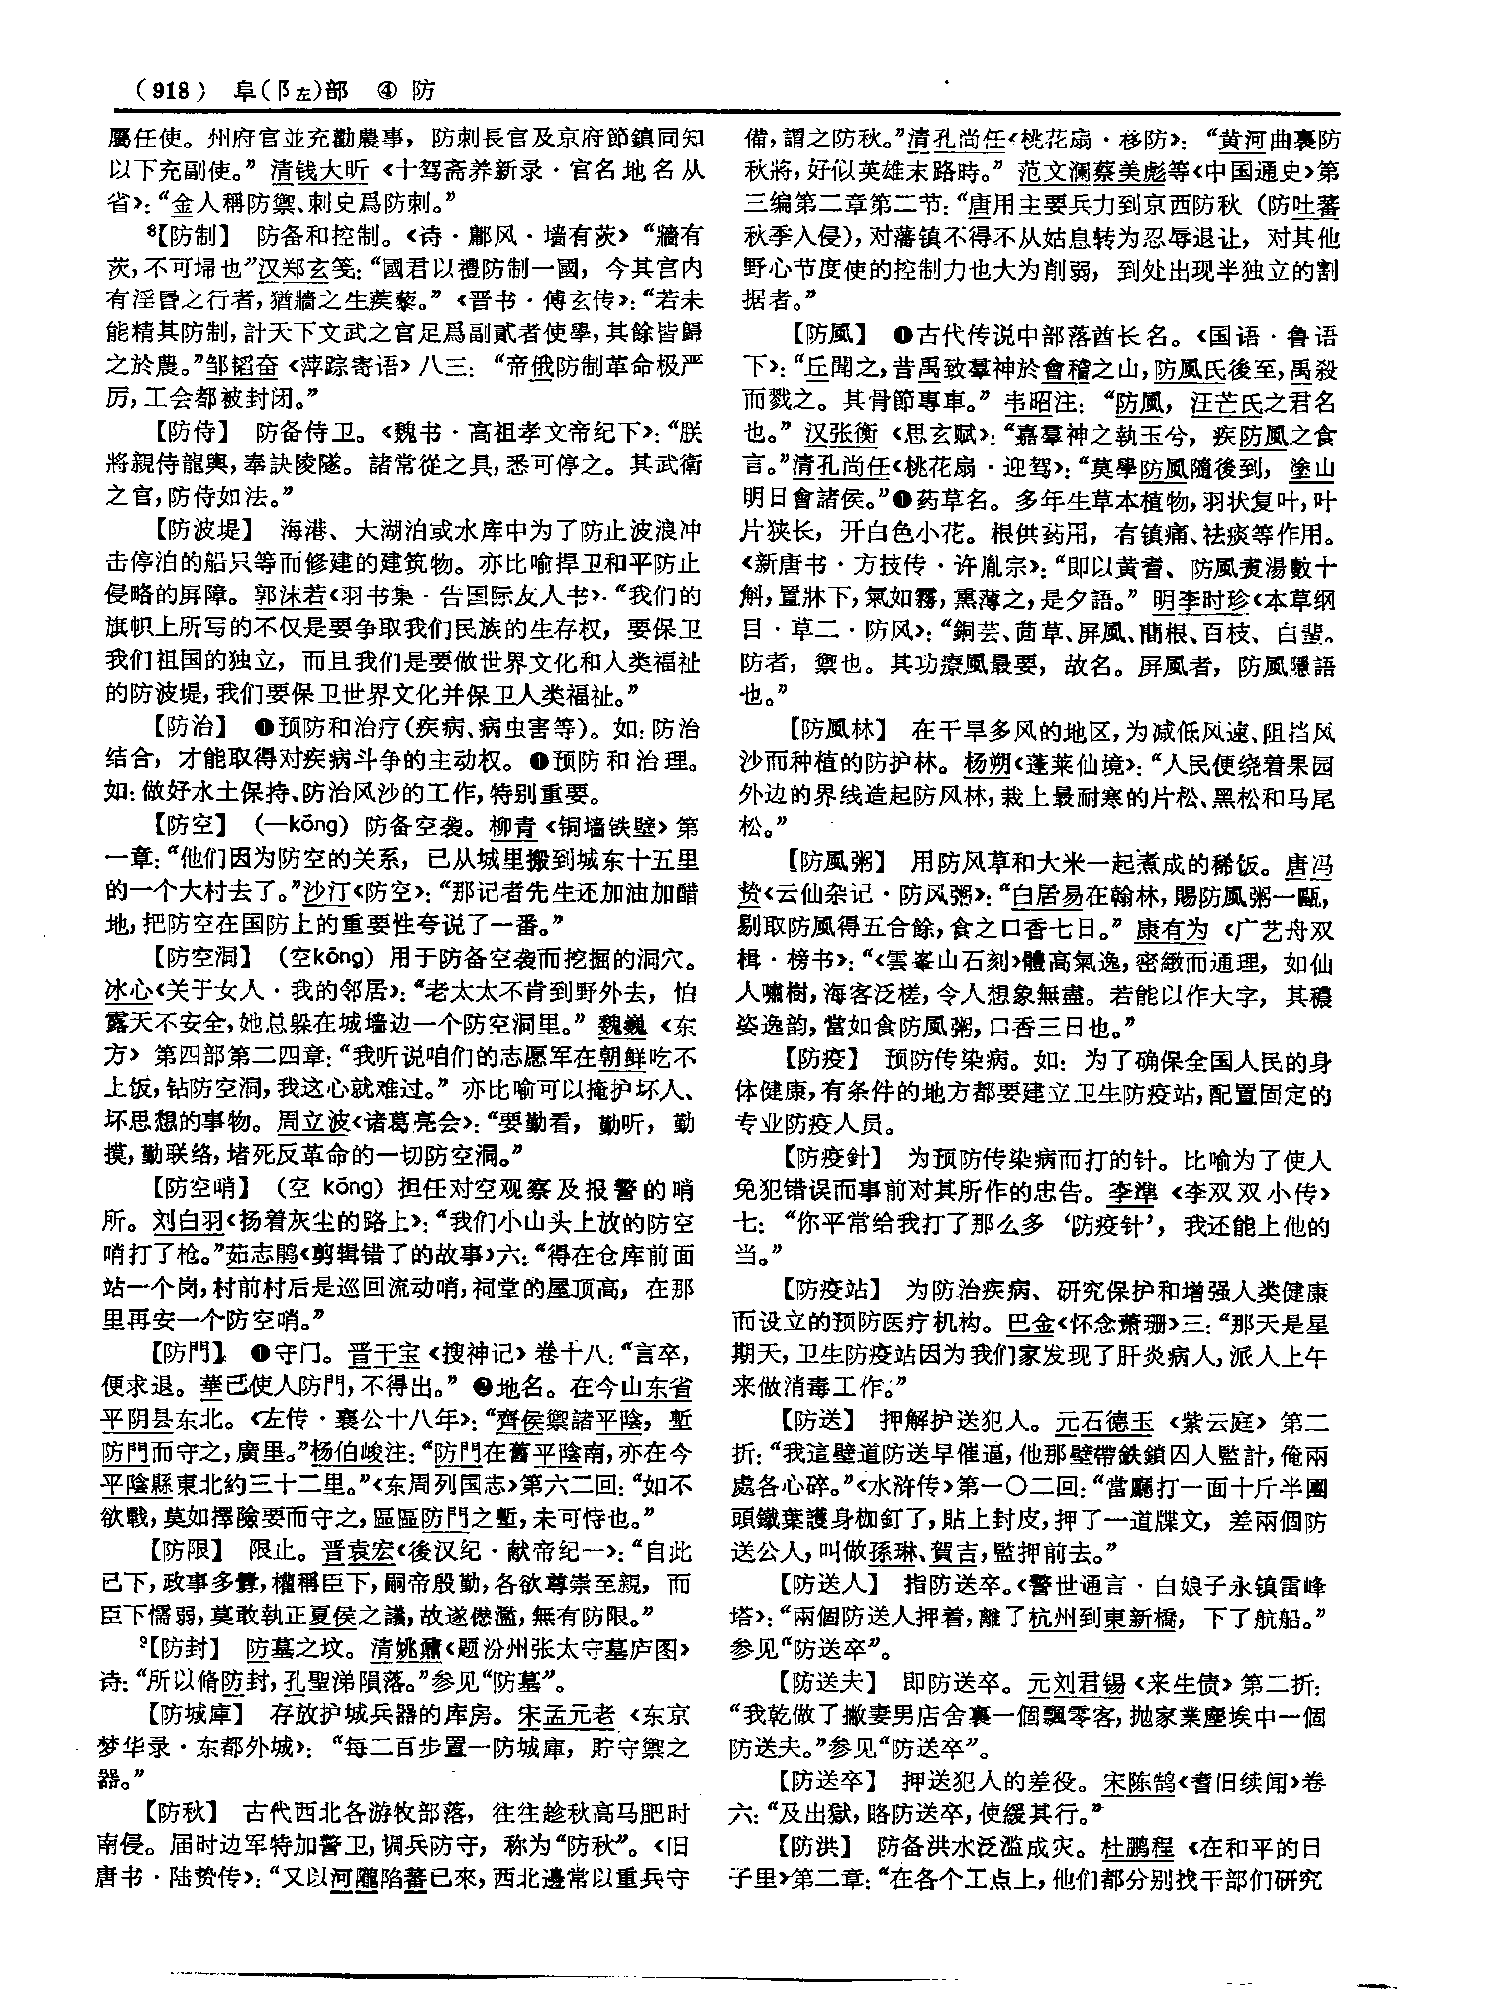 （918） 阜（阝左）部 ④ 防
屬任使。州府官並充勸農事，防刺長官及京府節鎮同知
以下充副使。”清钱大昕《十驾斋养新录·官名地名从
省》：“金人稱防禦、刺史爲防刺。”
⁸【防制】 防备和控制。《诗·鄘风·墙有茨》“牆有
茨，不可埽也”汉郑玄笺：“國君以禮防制一國，今其宫内
有淫昏之行者，猶牆之生蒺藜。”《晋书·傅玄传》：“若未
能精其防制，計天下文武之官足爲副貳者使學，其餘皆歸
之於農。”邹韬奋《萍踪寄语》八三：“帝俄防制革命极严
厉，工会都被封闭。”
【防侍】 防备侍卫。《魏书·高祖孝文帝纪下》：“朕
將親侍龍輿，奉訣陵隧。諸常從之具，悉可停之。其武衛
之官，防侍如法。”
【防波堤】 海港、大湖泊或水库中为了防止波浪冲
击停泊的船只等而修建的建筑物。亦比喻捍卫和平防止
侵略的屏障。郭沫若《羽书集·告国际友人书》：“我们的
旗帜上所写的不仅是要争取我们民族的生存权，要保卫
我们祖国的独立，而且我们是要做世界文化和人类福祉
的防波堤，我们要保卫世界文化并保卫人类福祉。”
【防治】 ❶预防和治疗（疾病、病虫害等）。如：防治
结合，才能取得对疾病斗争的主动权。❶预防和治理。
如：做好水土保持、防治风沙的工作，特别重要。
【防空】（—kōng）防备空袭。柳青《铜墙铁壁》第
一章：“他们因为防空的关系，已从城里搬到城东十五里
的一个大村去了。”沙汀《防空》：“那记者先生还加油加醋
地，把防空在国防上的重要性夸说了一番。”
【防空洞】（空kōng）用于防备空袭而挖掘的洞穴。
冰心《关于女人·我的邻居》：“老太太不肯到野外去，怕
露天不安全，她总躲在城墙边一个防空洞里。”魏巍《东
方》第四部第二四章：“我听说咱们的志愿军在朝鲜吃不
上饭，钻防空洞，我这心就难过。”亦比喻可以掩护坏人、
坏思想的事物。周立波《诸葛亮会》：“要勤看，勤听，勤
摸，勤联络，堵死反革命的一切防空洞。”
【防空哨】（空 kōng）担任对空观察及报警的哨
所。刘白羽《扬着灰尘的路上》：“我们小山头上放的防空
哨打了枪。”茹志鹃《剪辑错了的故事》六：“得在仓库前面
站一个岗，村前村后是巡回流动哨，祠堂的屋顶高，在那
里再安一个防空哨。”
【防門】 ❶守门。晋干宝《搜神记》卷十八：“言卒，
便求退。華已使人防門，不得出。”❷地名。在今山东省
平阴县东北。《左传·襄公十八年》：“齊侯禦諸平陰，塹
防門而守之，廣里。”杨伯峻注：“防門在舊平陰南，亦在今
平陰縣東北約三十二里。”《东周列国志》第六二回：“如不
欲戰，莫如擇險要而守之，區區防門之塹，未可恃也。”
【防限】 限止。晋袁宏《後汉纪·献帝纪一》：“自此
已下，政事多釁，權稱臣下，嗣帝殷勤，各欲尊崇至親，而
臣下懦弱，莫敢執正夏侯之議，故遂僭濫，無有防限。”
⁹【防封】 防墓之坟。清姚鼐《题汾州张太守墓庐图》
诗：“所以脩防封，孔聖涕隕落。”参见“防墓”。
【防城庫】 存放护城兵器的库房。宋孟元老《东京
梦华录·东都外城》：“每二百步置一防城庫，貯守禦之
器。”
【防秋】 古代西北各游牧部落，往往趁秋高马肥时
南侵。届时边军特加警卫，调兵防守，称为“防秋”。《旧
唐书·陆贽传》：“又以河隴陷蕃已來，西北邊常以重兵守
備，謂之防秋。”清孔尚任《桃花扇·移防》：“黄河曲裏防
秋將，好似英雄末路時。”范文澜蔡美彪等《中国通史》第
三编第二章第二节：“唐用主要兵力到京西防秋（防吐蕃
秋季入侵），对藩镇不得不从姑息转为忍辱退让，对其他
野心节度使的控制力也大为削弱，到处出现半独立的割
据者。”
【防風】 ❶古代传说中部落酋长名。《国语·鲁语
下》：“丘聞之，昔禹致羣神於會稽之山，防風氏後至，禹殺
而戮之。其骨節專車。”韦昭注：“防風，汪芒氏之君名
也。”汉张衡《思玄赋》：“嘉羣神之執玉兮，疾防風之食
言。”清孔尚任《桃花扇·迎驾》：“莫學防風隨後到，塗山
明日會諸侯。”❶药草名。多年生草本植物，羽状复叶，叶
片狭长，开白色小花。根供药用，有镇痛、祛痰等作用。
《新唐书·方技传·许胤宗》：“即以黄耆、防風煮湯數十
斛，置牀下，氣如霧，熏薄之，是夕語。”明李时珍《本草纲
目·草二·防风》：“銅芸、茴草、屏風、蕳根、百枝、百蜚。
防者，禦也。其功療風最要，故名。屏風者，防風隱語
也。”
【防風林】 在干旱多风的地区，为减低风速、阻挡风
沙而种植的防护林。杨朔《蓬莱仙境》：“人民便绕着果园
外边的界线造起防风林，栽上最耐寒的片松、黑松和马尾
松。”
【防風粥】 用防风草和大米一起煮成的稀饭。唐冯
贽《云仙杂记·防风粥》：“白居易在翰林，賜防風粥一甌，
剔取防風得五合餘，食之口香七日。”康有为《广艺舟双
楫·榜书》：“《雲峯山石刻》體高氣逸，密緻而通理，如仙
人嘯樹，海客泛槎，令人想象無盡。若能以作大字，其穠
姿逸韵，當如食防風粥，口香三日也。”
【防疫】 预防传染病。如：为了确保全国人民的身
体健康，有条件的地方都要建立卫生防疫站，配置固定的
专业防疫人员。
【防疫針】 为预防传染病而打的针。比喻为了使人
免犯错误而事前对其所作的忠告。李準《李双双小传》
七：“你平常给我打了那么多‘防疫针’，我还能上他的
当。”
【防疫站】 为防治疾病、研究保护和增强人类健康
而设立的预防医疗机构。巴金《怀念萧珊》三：“那天是星
期天，卫生防疫站因为我们家发现了肝炎病人，派人上午
来做消毒工作。”
【防送】 押解护送犯人。元石德玉《紫云庭》第二
折：“我這壁道防送早催逼，他那壁帶鉄鎖囚人監計，俺兩
處各心碎。”《水浒传》第一〇二回：“當廳打一面十斤半團
頭鐵葉護身枷釘了，貼上封皮，押了一道牒文，差兩個防
送公人，叫做孫琳、賀吉，監押前去。”
【防送人】 指防送卒。《警世通言·白娘子永镇雷峰
塔》：“兩個防送人押着，離了杭州到東新橋，下了航船。”
参见“防送卒”。
【防送夫】 即防送卒。元刘君锡《来生债》第二折：
“我乾做了撇妻男店舍裏一個飄零客，抛家業塵埃中一個
防送夫。”参见“防送卒”。
【防送卒】 押送犯人的差役。宋陈鹄《耆旧续闻》卷
六：“及出獄，賂防送卒，使緩其行。”
【防洪】 防备洪水泛滥成灾。杜鹏程《在和平的日
子里》第二章：“在各个工点上，他们都分别找干部们研究